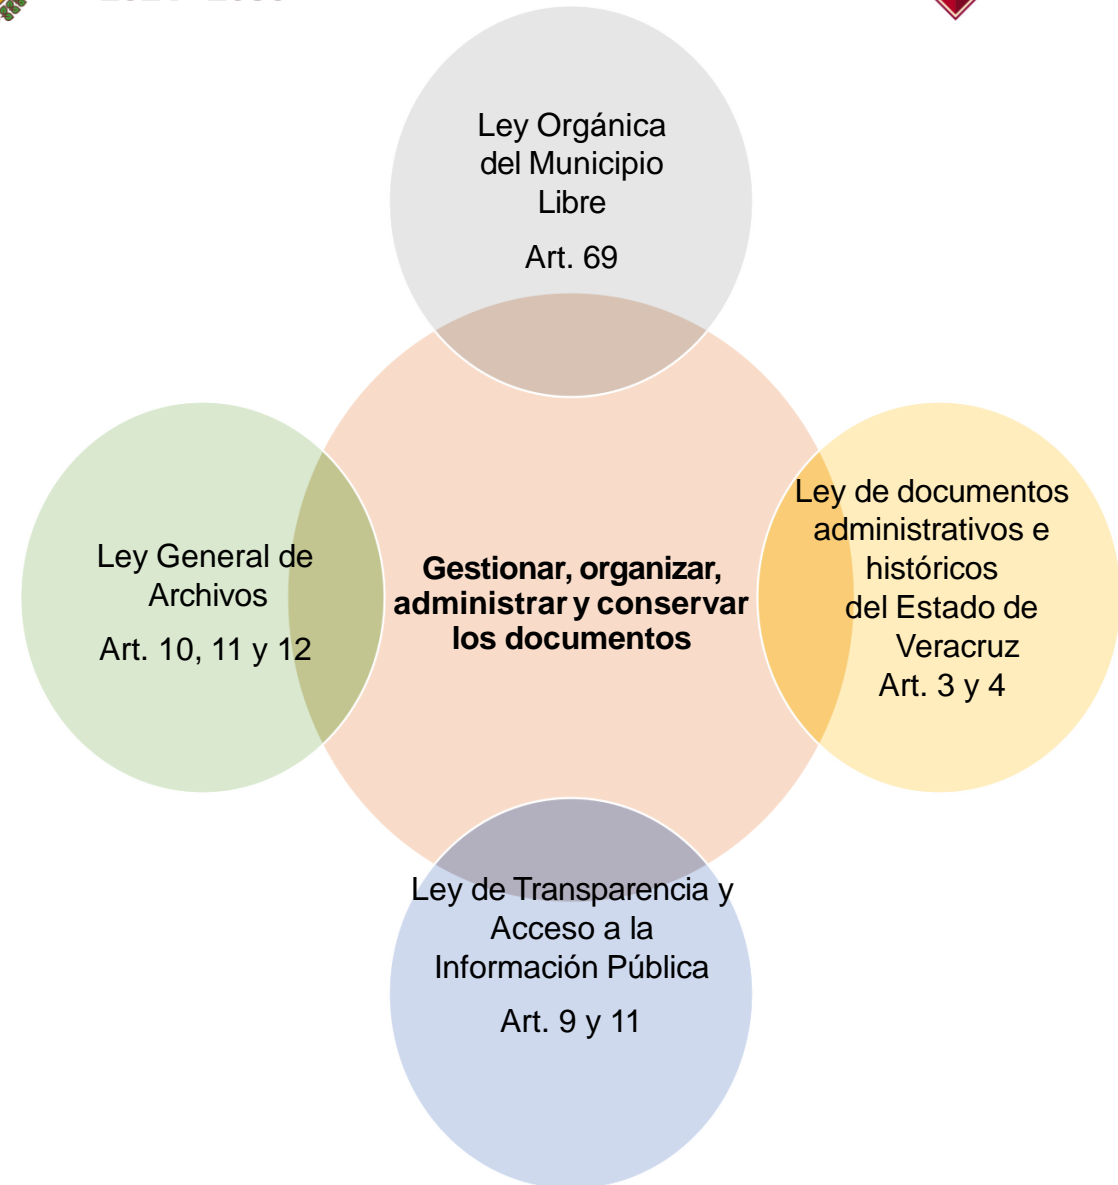 Ley Orgánica
del Municipio
Libre
Art. 69
Ley General de
Archivos
Art. 10, 11 y 12
Gestionar, organizar,
administrar y conservar
los documentos
Ley de documentos
administrativos e
históricos
del Estado de
Veracruz
Art. 3 y 4
Ley de Transparencia y
Acceso a la
Información Pública
Art. 9 y 11